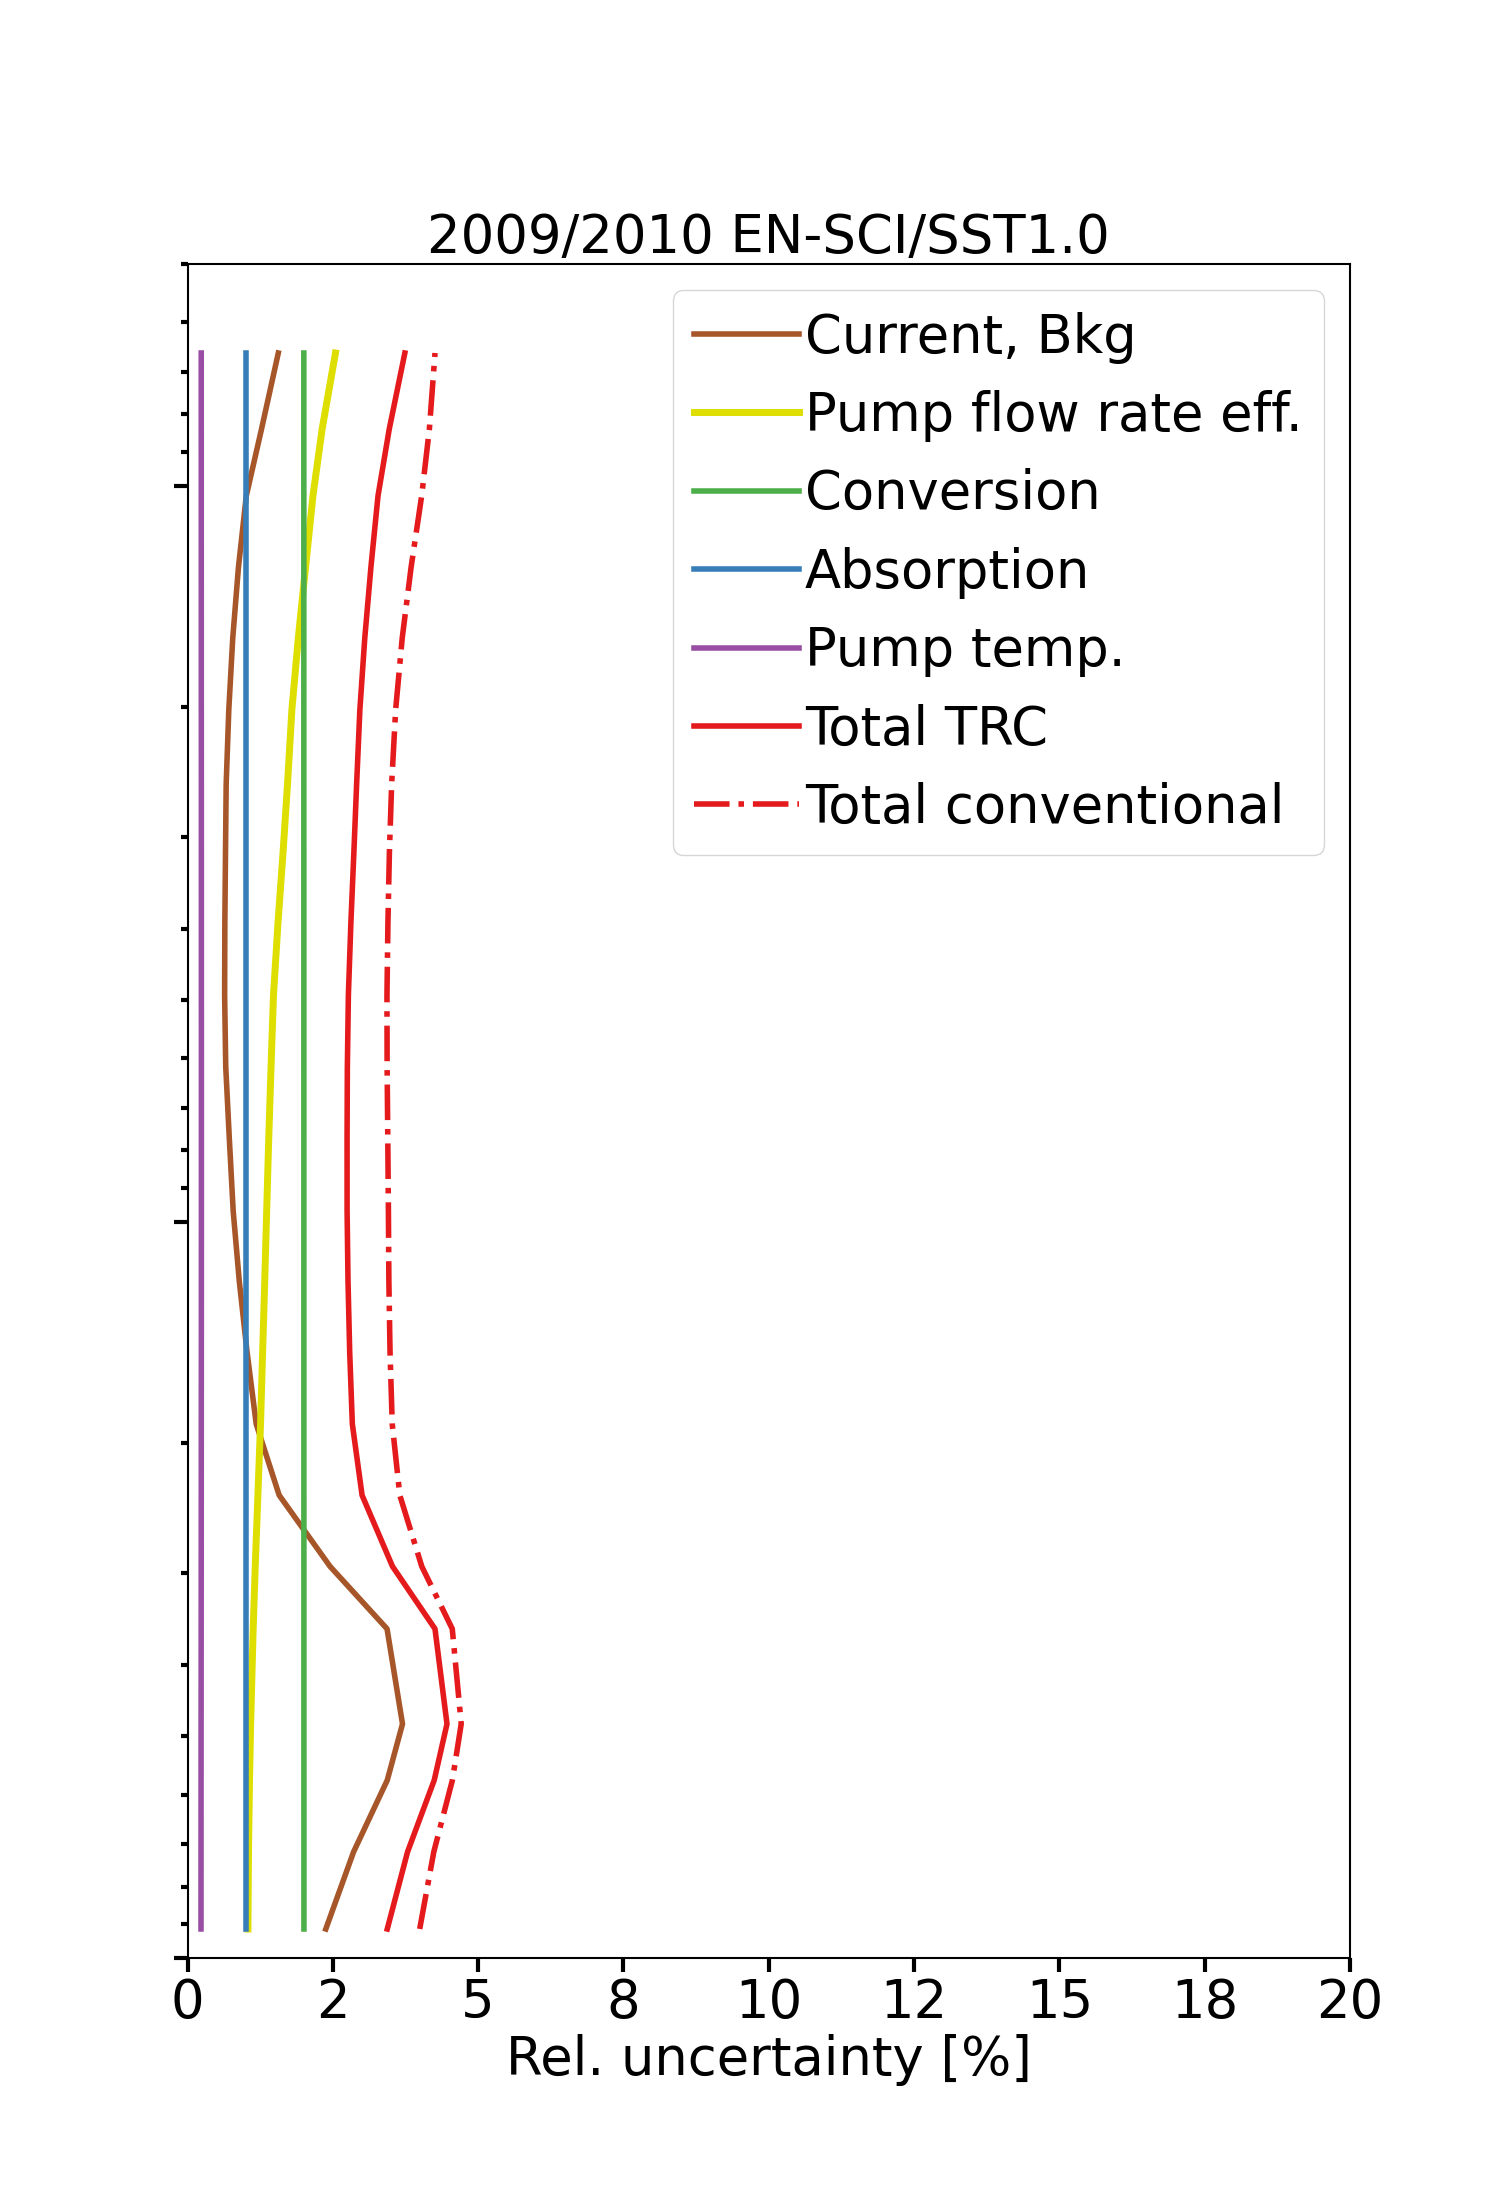 2009/2010 EN-SCI/SST1.0
Current, Bkg
Pump flow rate eff.
Conversion
Absorption
Pump temp.
Total TRC
Total conventional
0 2 5 8 10 12 15 18 20
Rel. uncertainty [%]